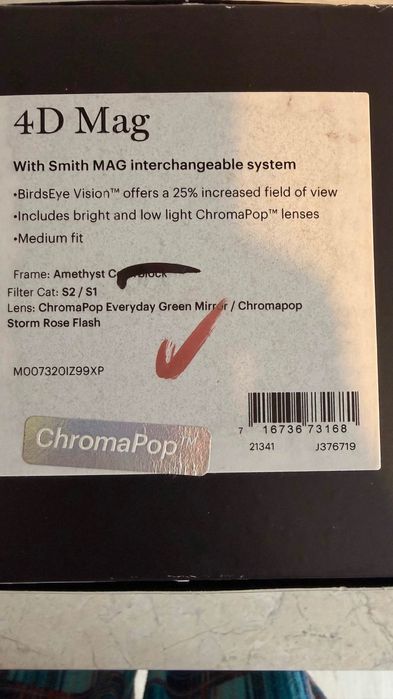 4D Mag
With Smith MAG interchangeable system
•BirdsEye Vision™ offers a 25% increased field of view
•Includes bright and low light ChromaPop™ lenses
•Medium fit
Frame: Amethyst
Filter Cat: S2 / S1
Lens: ChromaPop Everyday Green Mirror / Chromapop
Storm Rose Flash
M007320IZ99XP
ChromaPop™
7 16736 73168
21341 J376719